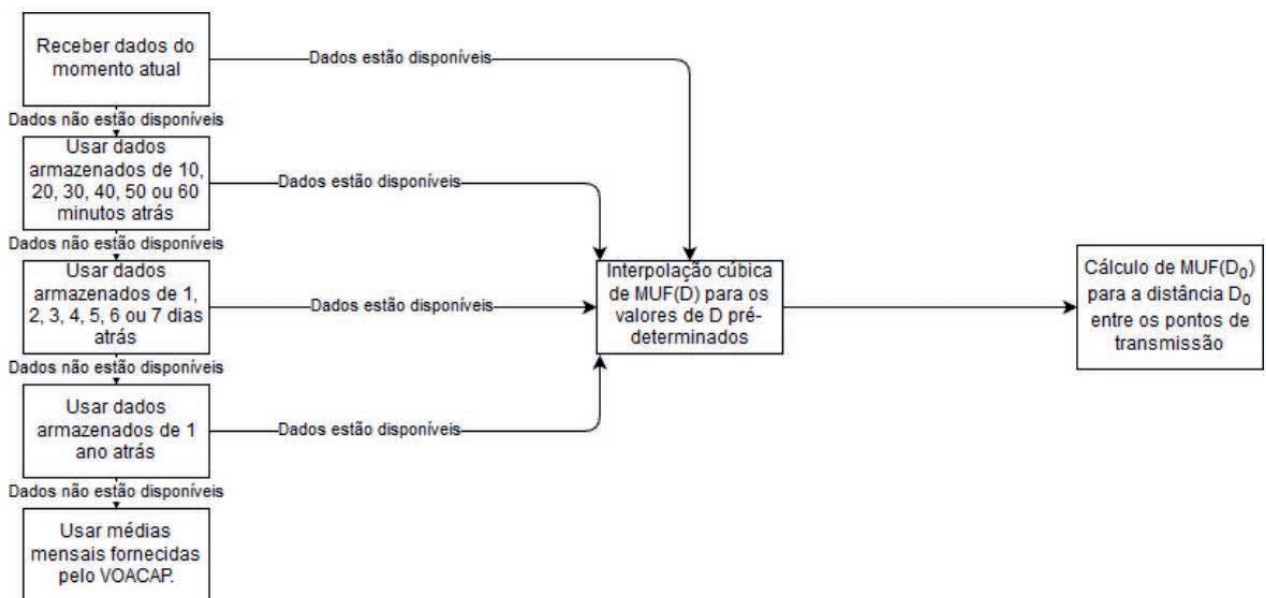 Receber dados do
momento atual
Dados estão disponíveis
Dados não estão disponíveis
Usar dados
armazenados de 10,
20, 30, 40, 50 ou 60
minutos atrás
Dados estão disponíveis
Dados não estão disponíveis
Usar dados
armazenados de 1,
2, 3, 4, 5, 6 ou 7 dias
atrás
Dados estão disponíveis
Dados não estão disponíveis
Usar dados
armazenados de 1
ano atrás
Dados estão disponíveis
Dados não estão disponíveis
Usar médias
mensais fornecidas
pelo VOACAP.
Interpolação cúbica
de MUF(D) para os
valores de D pré-
determinados
Cálculo de MUF(D₀)
para a distância D₀
entre os pontos de
transmissão